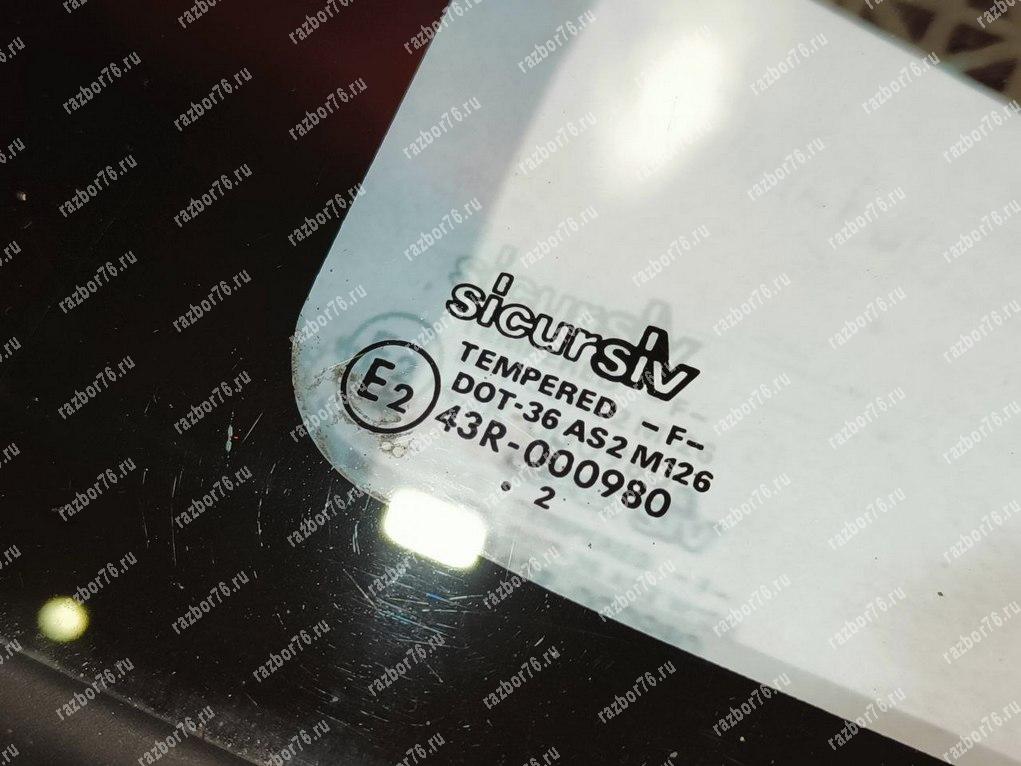 sicursiv
TEMPERED -F-
DOT-36 AS2 M126
E2
43R-000980
. 2
razbor76.ru